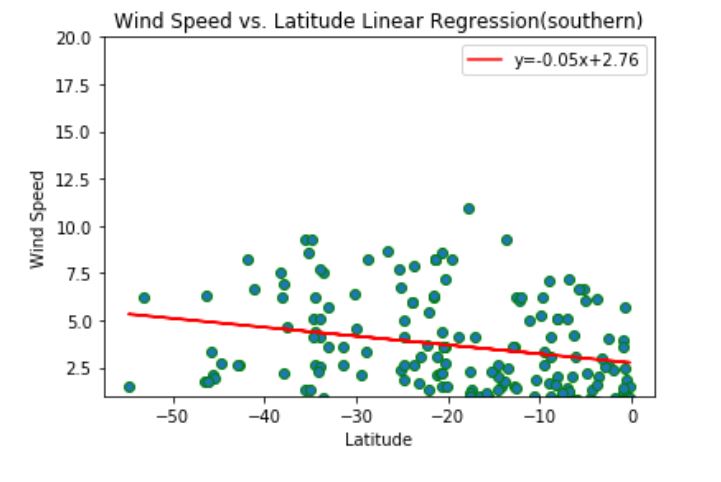 Wind Speed vs. Latitude Linear Regression(southern)
y=-0.05x+2.76
20.0
17.5
15.0
12.5
10.0
7.5
5.0
2.5
Wind Speed
−50 −40 −30 −20 −10 0
Latitude